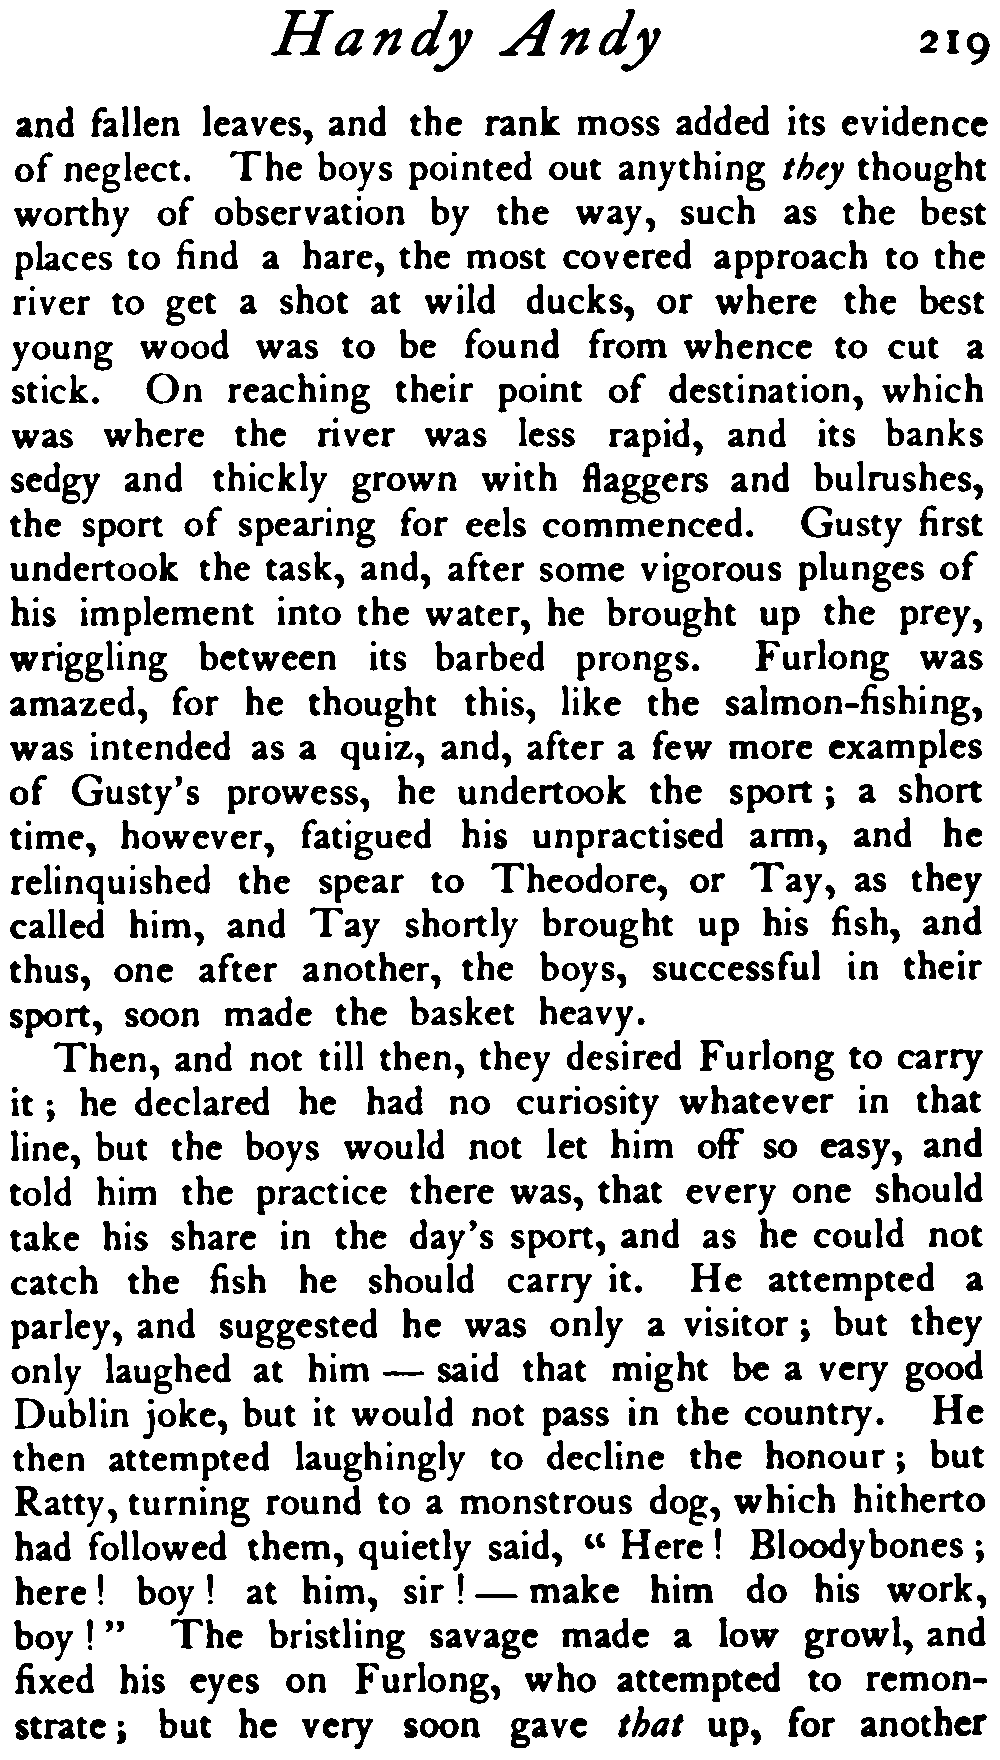 Handy Andy 219
and fallen leaves, and the rank moss added its evidence
of neglect. The boys pointed out anything they thought
worthy of observation by the way, such as the best
places to find a hare, the most covered approach to the
river to get a shot at wild ducks, or where the best
young wood was to be found from whence to cut a
stick. On reaching their point of destination, which
was where the river was less rapid, and its banks
sedgy and thickly grown with flaggers and bulrushes,
the sport of spearing for eels commenced. Gusty first
undertook the task, and, after some vigorous plunges of
his implement into the water, he brought up the prey,
wriggling between its barbed prongs. Furlong was
amazed, for he thought this, like the salmon-fishing,
was intended as a quiz, and, after a few more examples
of Gusty's prowess, he undertook the sport ; a short
time, however, fatigued his unpractised arm, and he
relinquished the spear to Theodore, or Tay, as they
called him, and Tay shortly brought up his fish, and
thus, one after another, the boys, successful in their
sport, soon made the basket heavy.
Then, and not till then, they desired Furlong to carry
it ; he declared he had no curiosity whatever in that
line, but the boys would not let him off so easy, and
told him the practice there was, that every one should
take his share in the day's sport, and as he could not
catch the fish he should carry it. He attempted a
parley, and suggested he was only a visitor ; but they
only laughed at him — said that might be a very good
Dublin joke, but it would not pass in the country. He
then attempted laughingly to decline the honour ; but
Ratty, turning round to a monstrous dog, which hitherto
had followed them, quietly said, “ Here ! Bloodybones ;
here ! boy ! at him, sir ! — make him do his work,
boy ! ” The bristling savage made a low growl, and
fixed his eyes on Furlong, who attempted to remon-
strate ; but he very soon gave that up, for another